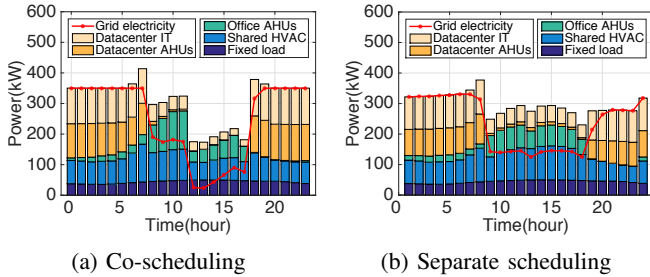 600
500
400
300
200
100
0
Power(kW)
Grid electricity
Datacenter IT
Datacenter AHUs
Office AHUs
Shared HVAC
Fixed load
0 5 10 15 20
Time(hour)
(a) Co-scheduling
600
500
400
300
200
100
0
Power(kW)
Grid electricity
Datacenter IT
Datacenter AHUs
Office AHUs
Shared HVAC
Fixed load
0 5 10 15 20
Time(hour)
(b) Separate scheduling